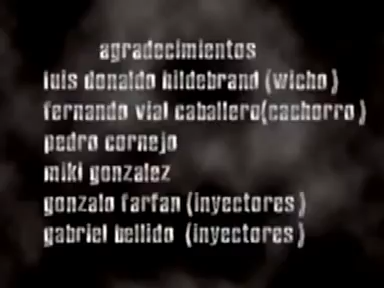 agradecimientos
luis donaldo hildebrand (wicho)
fernando vial caballero(cachorro)
pedro cornejo
miki gonzalez
gonzalo farfan (inyectores)
gabriel bellido (inyectores)